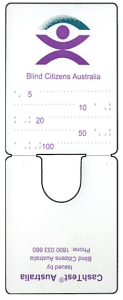 Blind Citizens Australia
5
10
20
50
100
CashTest® Australia
Issued by
Blind Citizens Australia
Phone: 1800 033 660